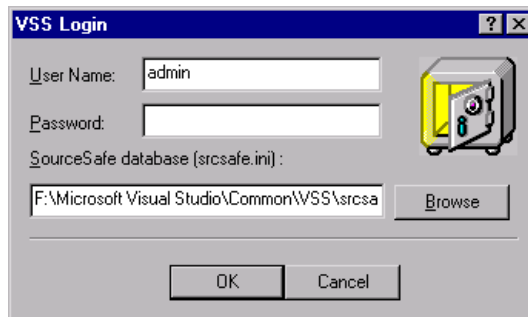 VSS Login
User Name: admin
Password:
SourceSafe database (srcsafe.ini) :
F:\Microsoft Visual Studio\Common\VSS\srcsa
Browse
OK Cancel